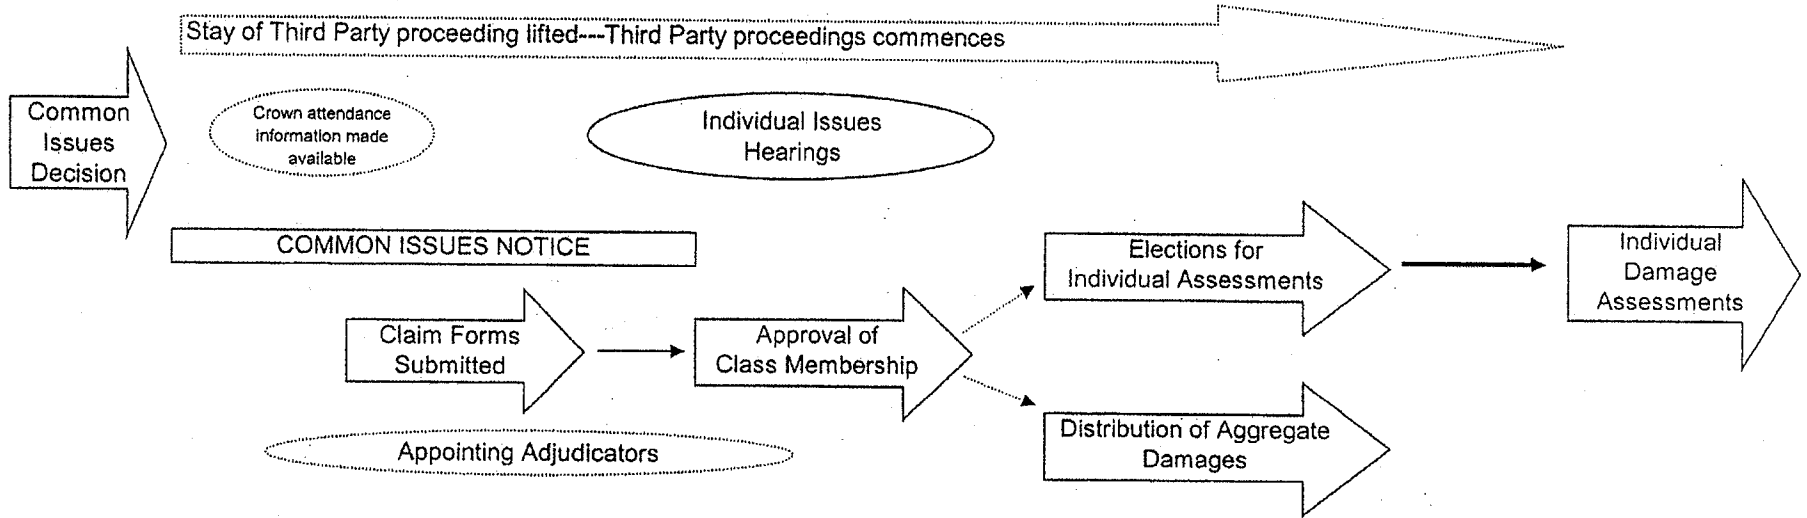 Stay of Third Party proceeding lifted---Third Party proceedings commences
Common
Issues
Decision
Crown attendance
information made
available
Individual Issues
Hearings
COMMON ISSUES NOTICE
Claim Forms
Submitted
Approval of
Class Membership
Elections for
Individual Assessments
Individual
Damage
Assessments
Distribution of Aggregate
Damages
Appointing Adjudicators